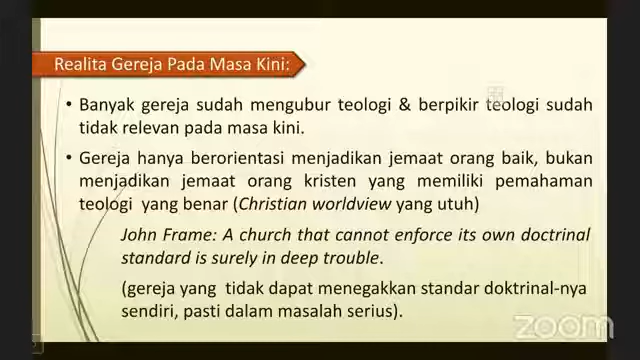 Realita Gereja Pada Masa Kini:
• Banyak gereja sudah mengubur teologi & berpikir teologi sudah
tidak relevan pada masa kini.
• Gereja hanya berorientasi menjadikan jemaat orang baik, bukan
menjadikan jemaat orang kristen yang memiliki pemahaman
teologi yang benar (Christian worldview yang utuh)
John Frame: A church that cannot enforce its own doctrinal
standard is surely in deep trouble.
(gereja yang tidak dapat menegakkan standar doktrinal-nya
sendiri, pasti dalam masalah serius).
zoom